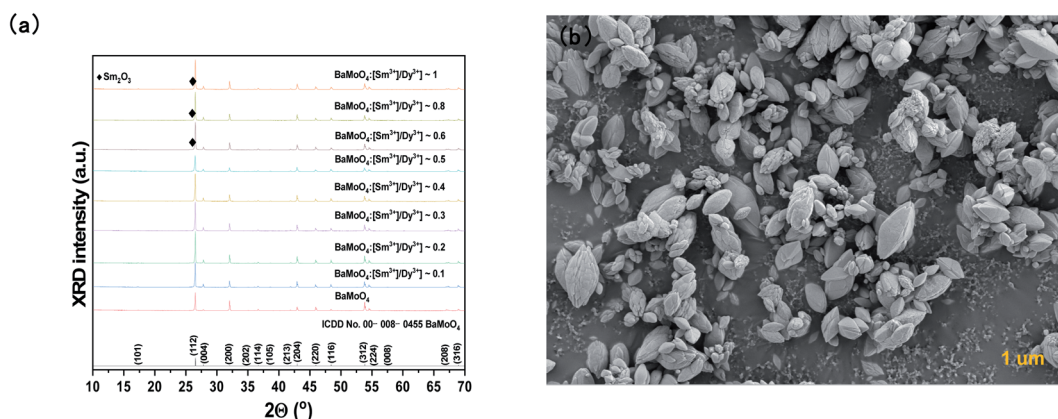 (a)
◆Sm₂O₃
BaMoO₄:[Sm³⁺]/Dy³⁺] ~ 1
BaMoO₄:[Sm³⁺]/Dy³⁺] ~ 0.8
BaMoO₄:[Sm³⁺]/Dy³⁺] ~ 0.6
BaMoO₄:[Sm³⁺]/Dy³⁺] ~ 0.5
BaMoO₄:[Sm³⁺]/Dy³⁺] ~ 0.4
BaMoO₄:[Sm³⁺]/Dy³⁺] ~ 0.3
BaMoO₄:[Sm³⁺]/Dy³⁺] ~ 0.2
BaMoO₄:[Sm³⁺]/Dy³⁺] ~ 0.1
BaMoO₄
ICDD No. 00− 008− 0455 BaMoO₄
(101)
(112)
(004)
(200)
(202)
(114)
(105)
(213)
(204)
(220)
(116)
(312)
(224)
(008)
(208)
(316)
XRD intensity (a.u.)
10 15 20 25 30 35 40 45 50 55 60 65 70
2Θ (º)
(b)
1 um